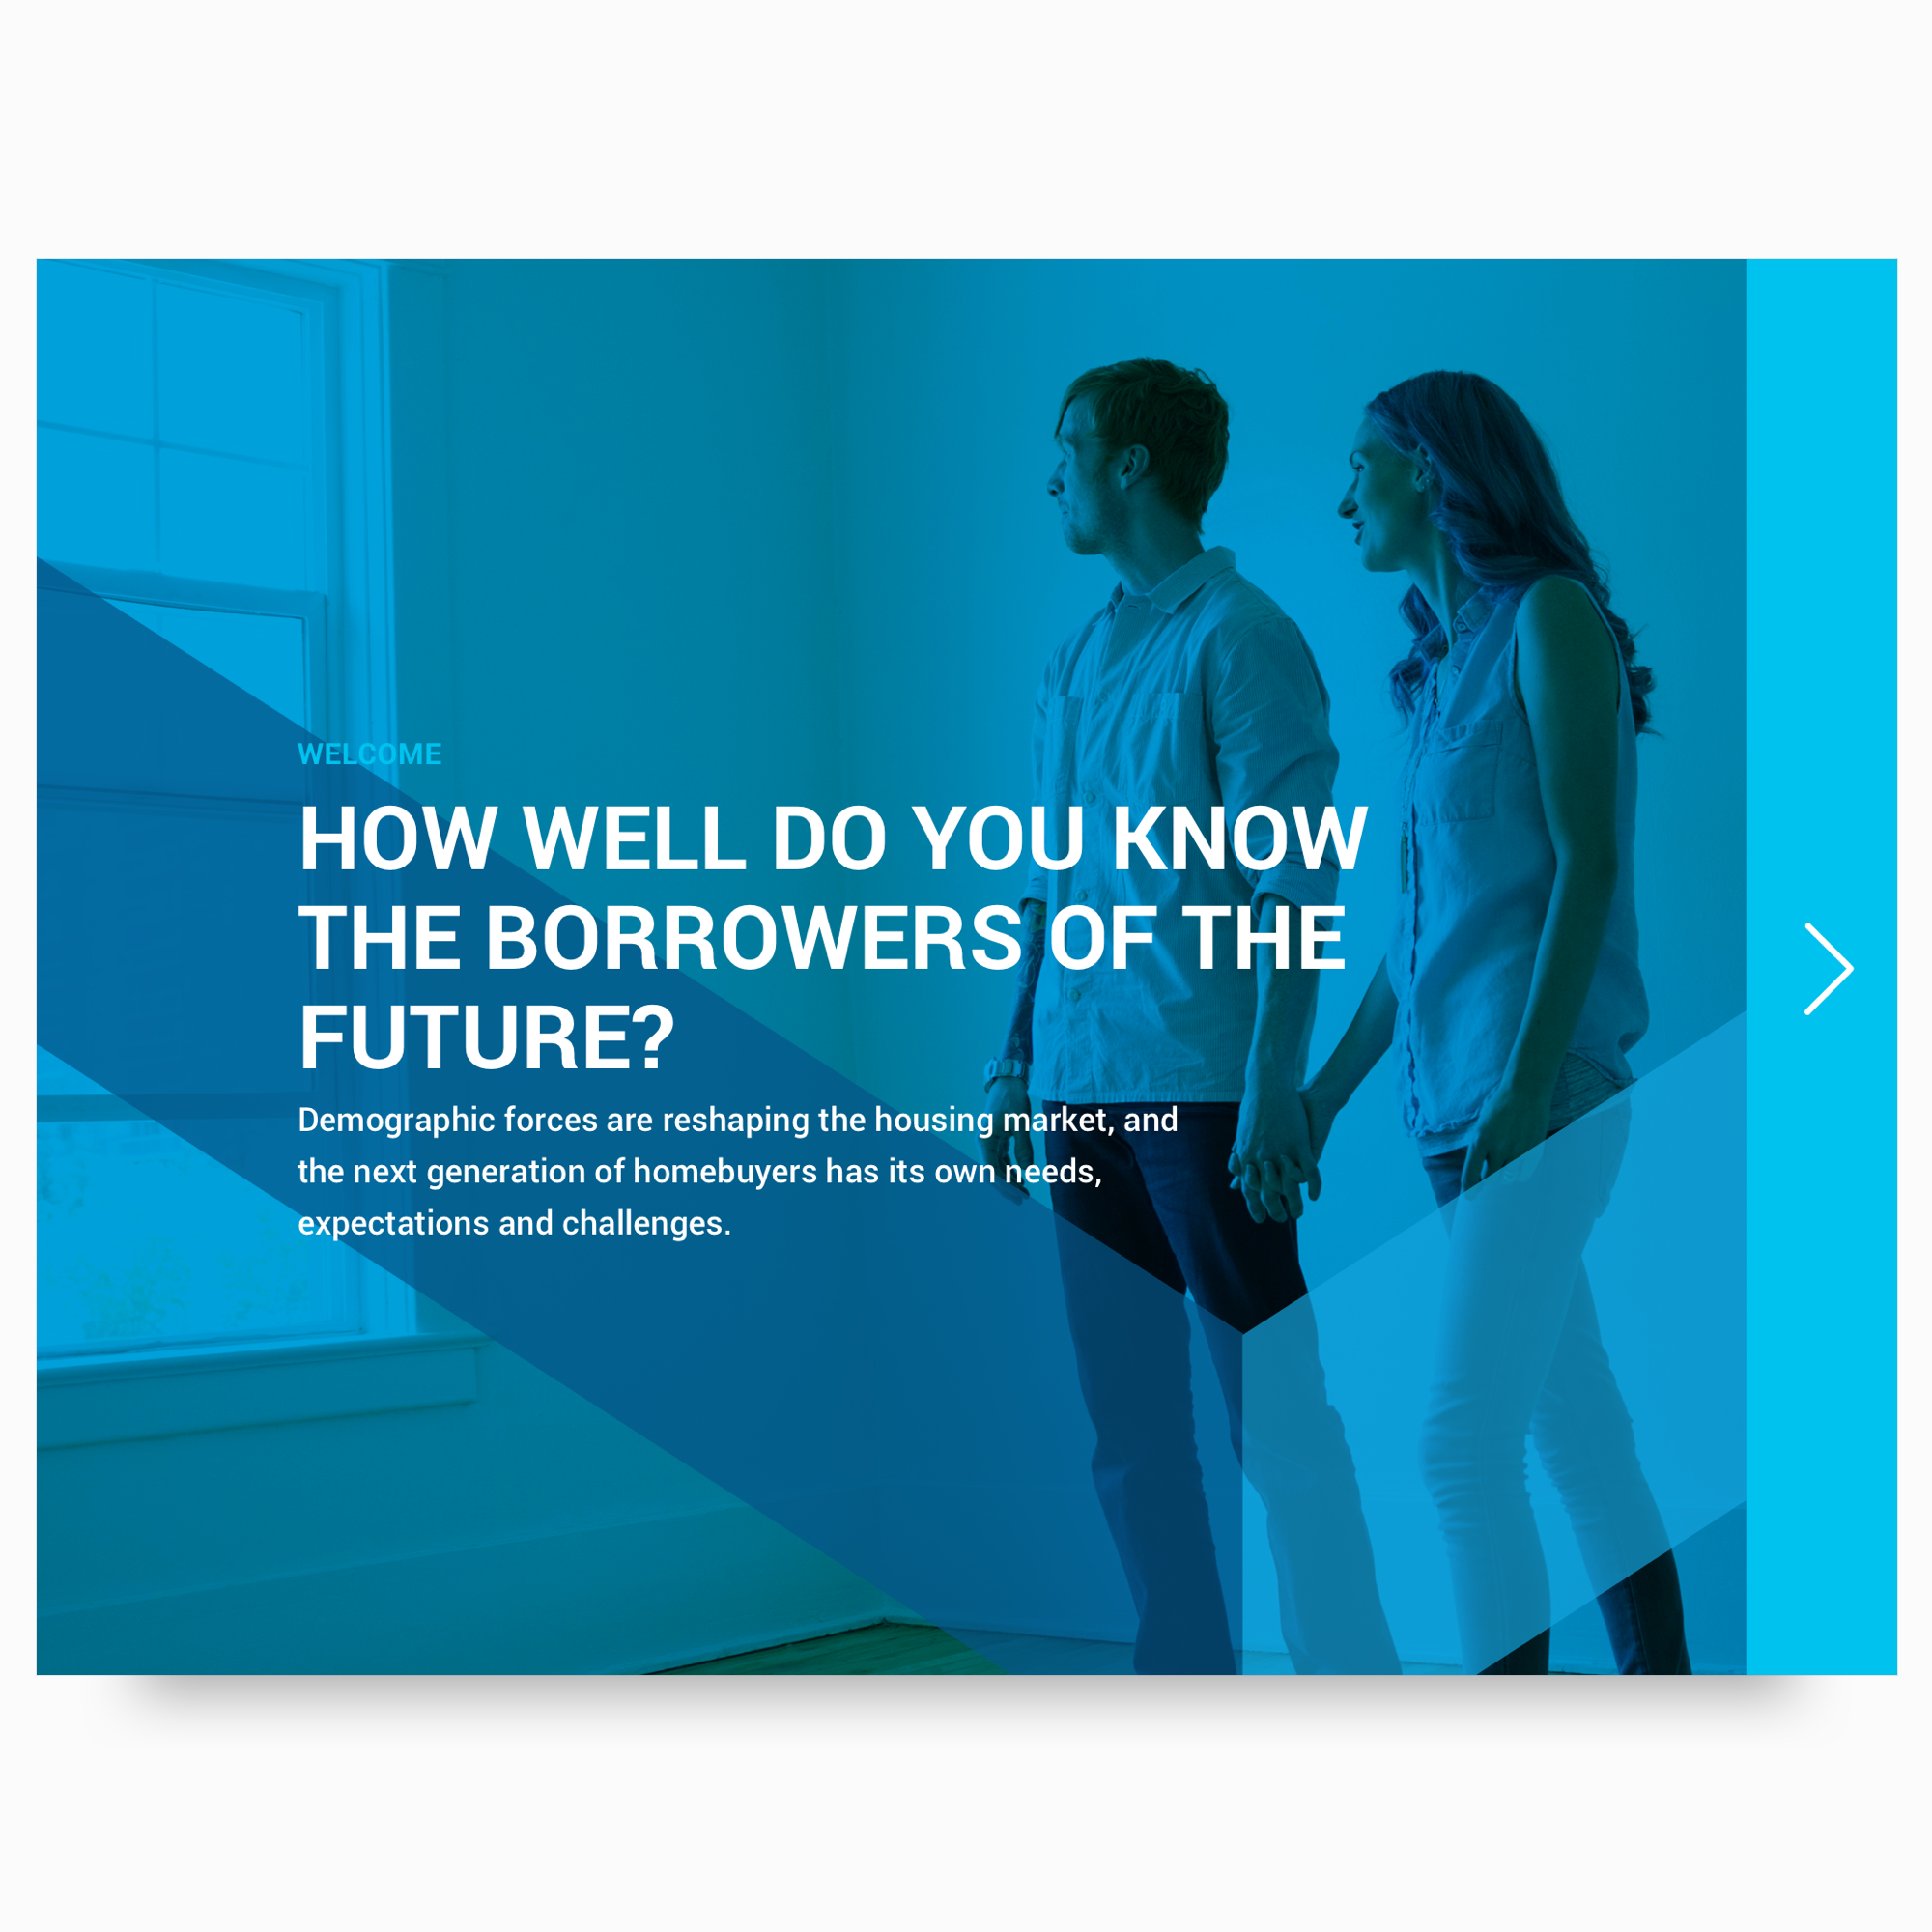 WELCOME
HOW WELL DO YOU KNOW
THE BORROWERS OF THE
FUTURE?
Demographic forces are reshaping the housing market, and
the next generation of homebuyers has its own needs,
expectations and challenges.